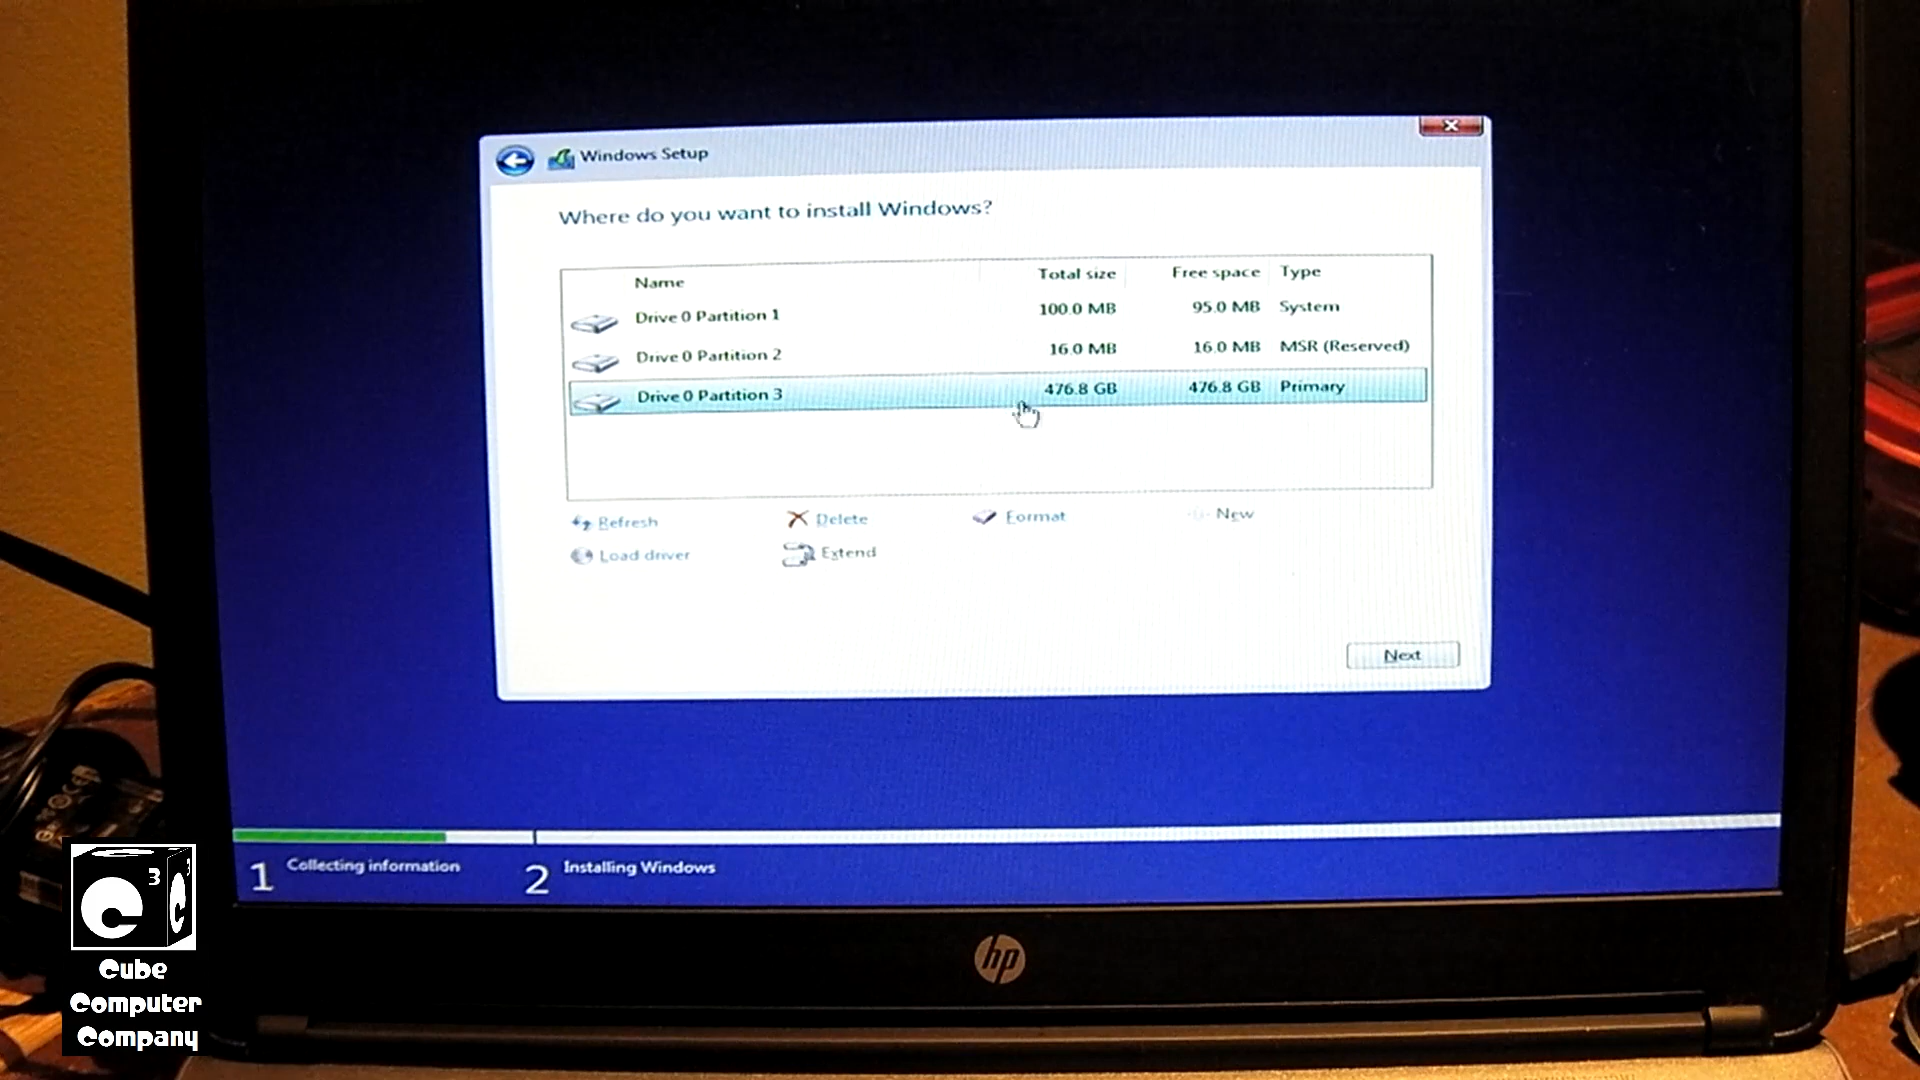 Windows Setup
Where do you want to install Windows?
Name Total size Free space Type
Drive 0 Partition 1 100.0 MB 95.0 MB System
Drive 0 Partition 2 16.0 MB 16.0 MB MSR (Reserved)
Drive 0 Partition 3 476.8 GB 476.8 GB Primary
Refresh Delete Format New
Load driver Extend
Next
1 Collecting information 2 Installing Windows
hp
C 3 C 3
Cube
Computer
Company